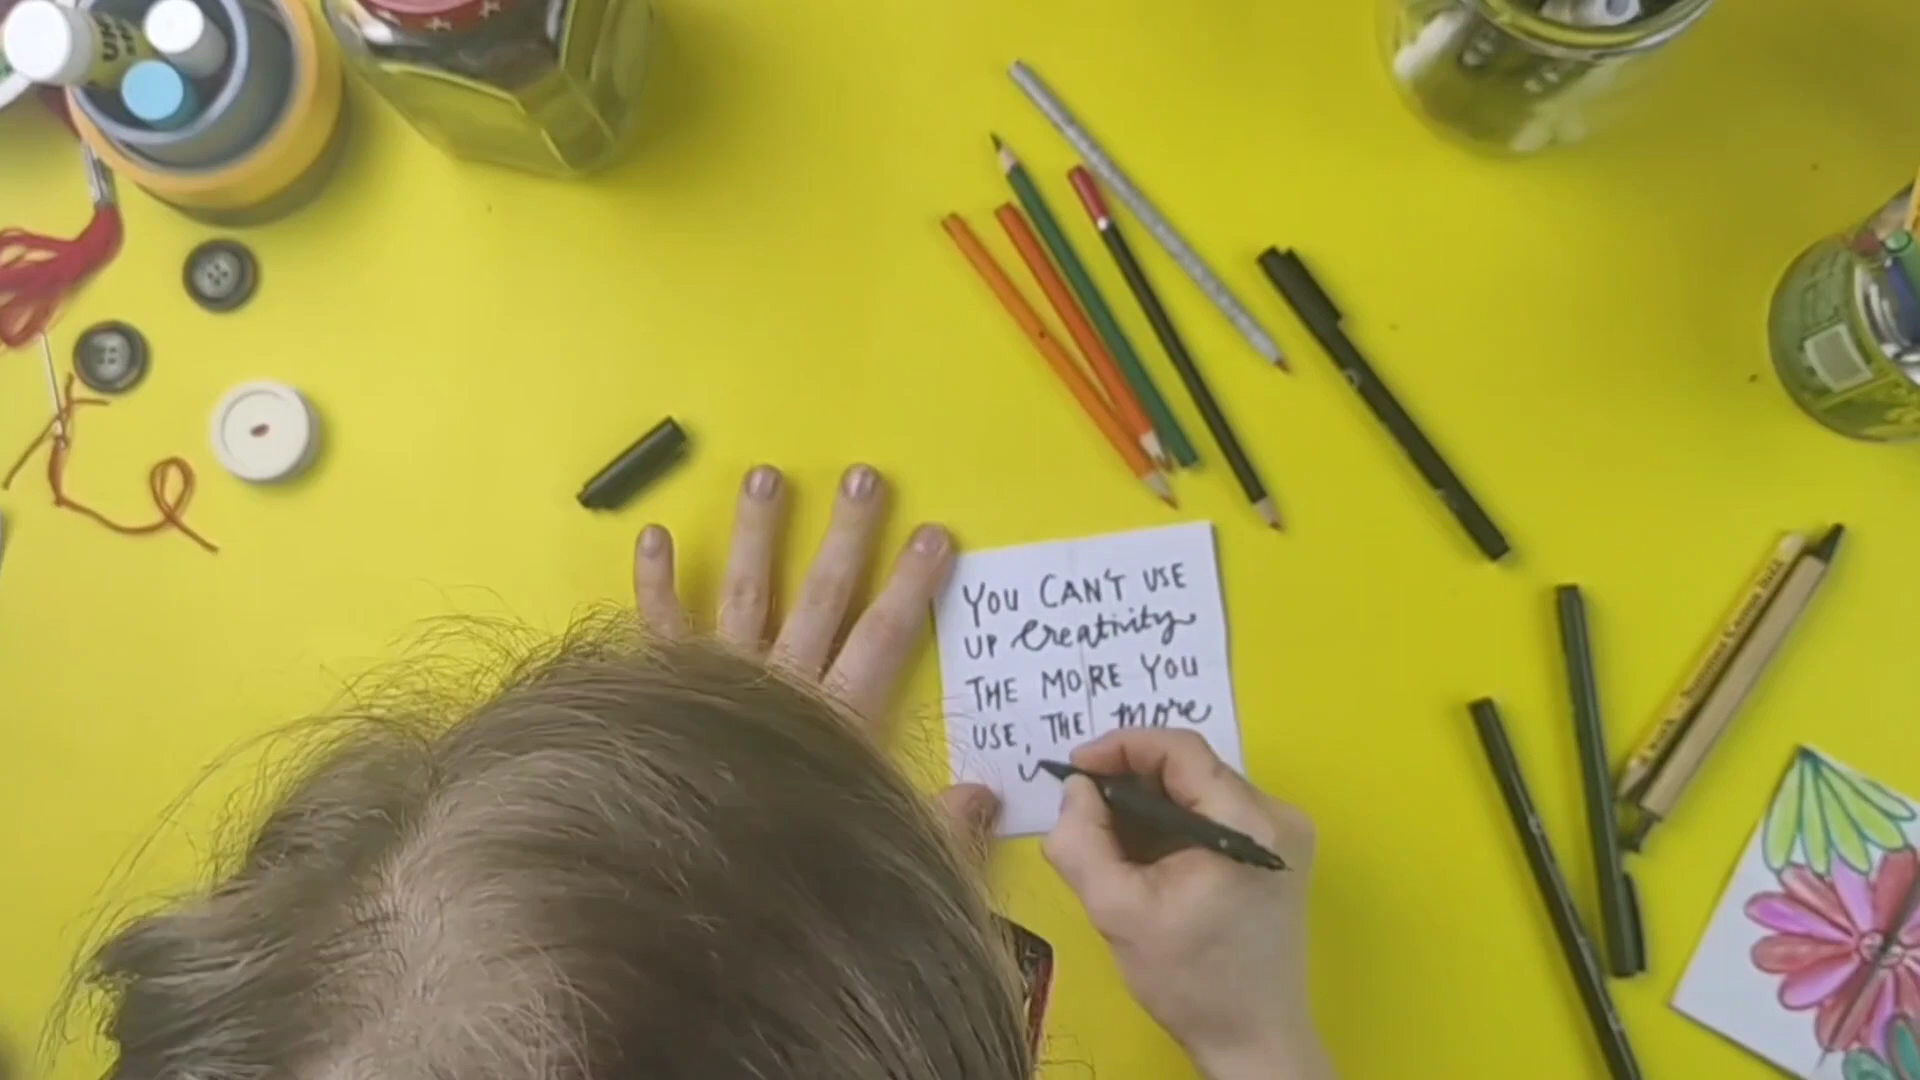 YOU CAN'T USE
UP Creativity
THE MORE YOU
USE, THE more